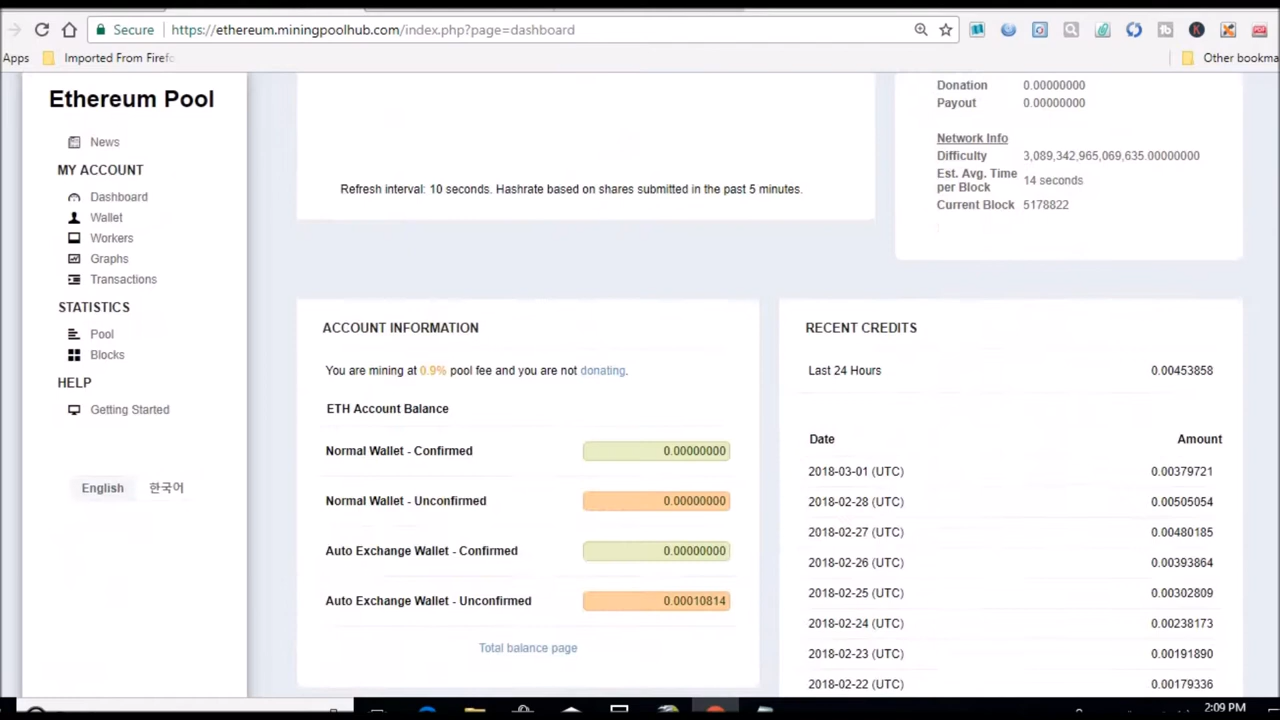 Secure https://ethereum.miningpoolhub.com/index.php?page=dashboard
Apps Imported From Firef
Other bookma
Ethereum Pool
News
MY ACCOUNT
Dashboard
Wallet
Workers
Graphs
Transactions
STATISTICS
Pool
Blocks
HELP
Getting Started
English 한국어
Refresh interval: 10 seconds. Hashrate based on shares submitted in the past 5 minutes.
Donation 0.00000000
Payout 0.00000000
Network Info
Difficulty 3,089,342,965,069,635.00000000
Est. Avg. Time
per Block 14 seconds
Current Block 5178822
ACCOUNT INFORMATION
You are mining at 0.9% pool fee and you are not donating.
ETH Account Balance
Normal Wallet - Confirmed 0.00000000
Normal Wallet - Unconfirmed 0.00000000
Auto Exchange Wallet - Confirmed 0.00000000
Auto Exchange Wallet - Unconfirmed 0.00010814
Total balance page
RECENT CREDITS
Last 24 Hours 0.00453858
Date Amount
2018-03-01 (UTC) 0.00379721
2018-02-28 (UTC) 0.00505054
2018-02-27 (UTC) 0.00480185
2018-02-26 (UTC) 0.00393864
2018-02-25 (UTC) 0.00302809
2018-02-24 (UTC) 0.00238173
2018-02-23 (UTC) 0.00191890
2018-02-22 (UTC) 0.00179336
2:09 PM